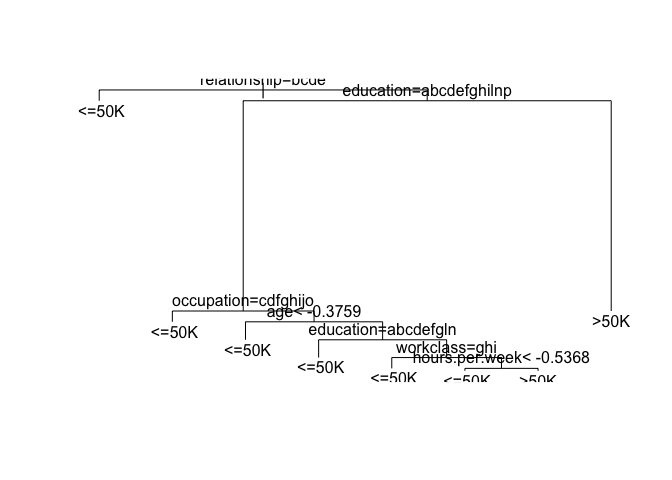 relationship=bcde
education=abcdefghilnp
<=50K
occupation=cdfghijo
age< -0.3759
>50K
<=50K
education=abcdefgln
<=50K
workclass=ghi
hours.per.week< -0.5368
<=50K
<=50K
<=50K
>50K